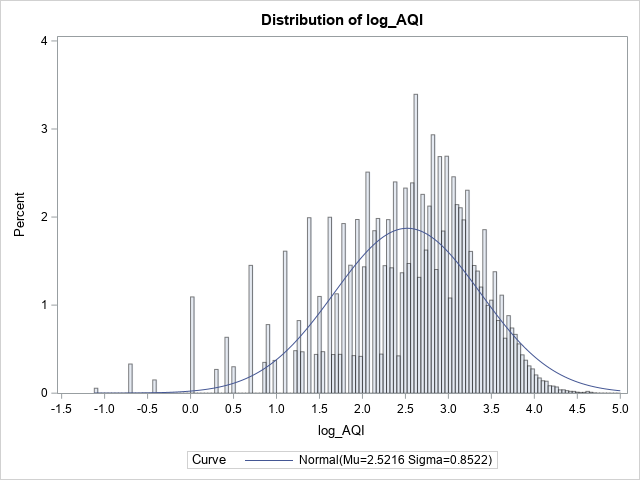 Distribution of log_AQI
4
3
2
1
0
Percent
-1.5 -1.0 -0.5 0.0 0.5 1.0 1.5 2.0 2.5 3.0 3.5 4.0 4.5 5.0
log_AQI
Curve Normal(Mu=2.5216 Sigma=0.8522)